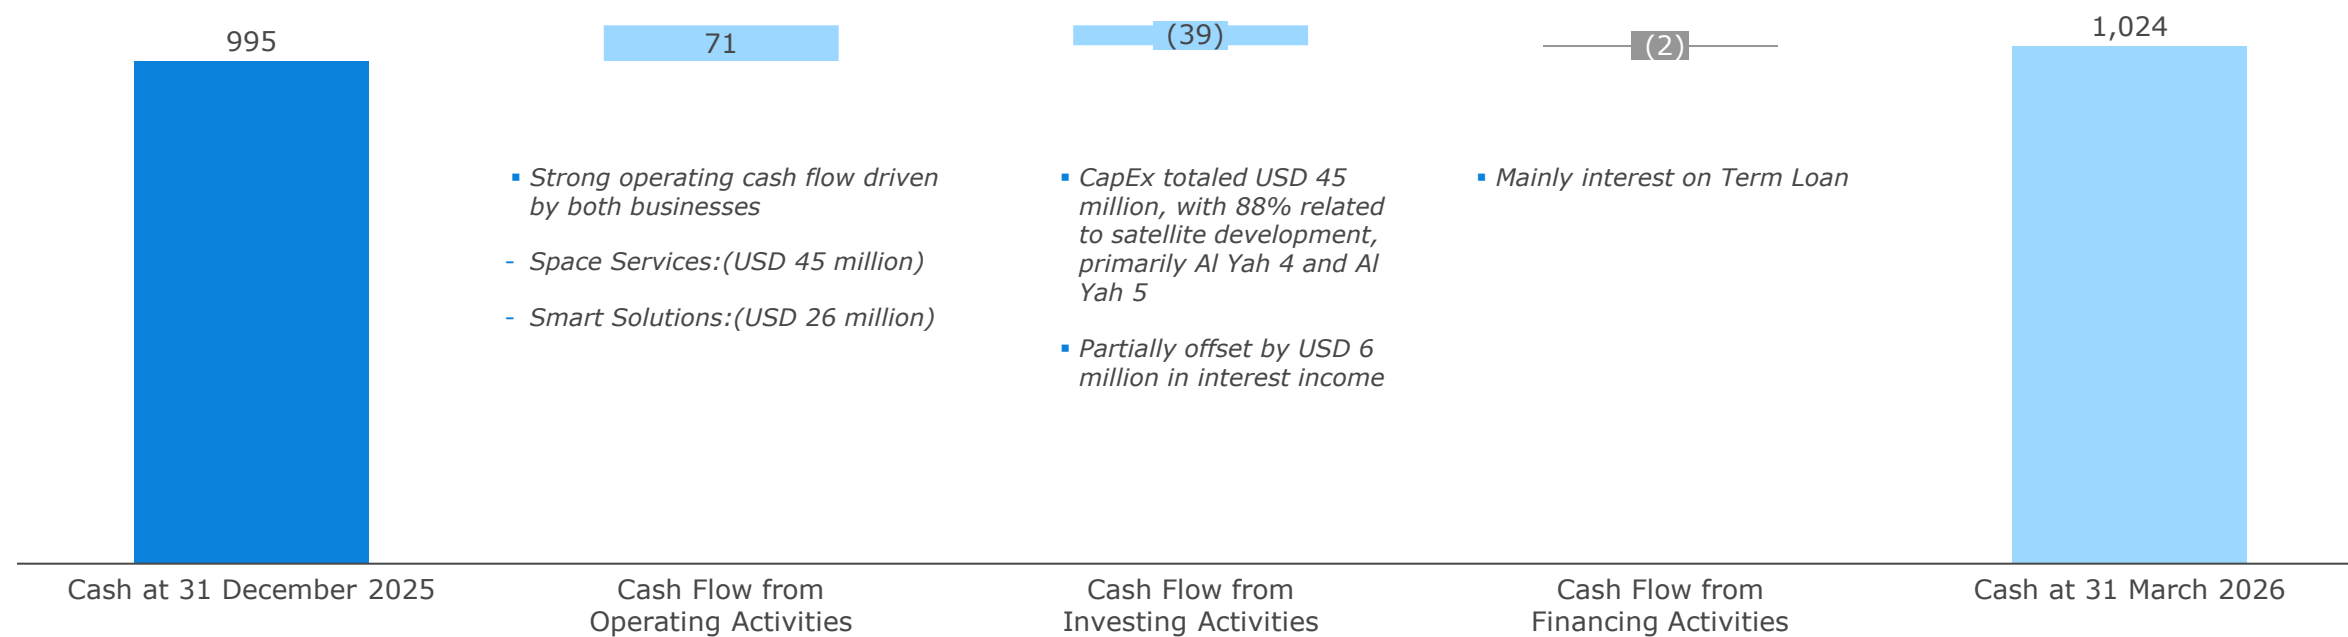 995
71
(39)
(2)
1,024
▪ Strong operating cash flow driven
by both businesses
- Space Services:(USD 45 million)
- Smart Solutions:(USD 26 million)
▪ CapEx totaled USD 45
million, with 88% related
to satellite development,
primarily Al Yah 4 and Al
Yah 5
▪ Partially offset by USD 6
million in interest income
▪ Mainly interest on Term Loan
Cash at 31 December 2025
Cash Flow from
Operating Activities
Cash Flow from
Investing Activities
Cash Flow from
Financing Activities
Cash at 31 March 2026